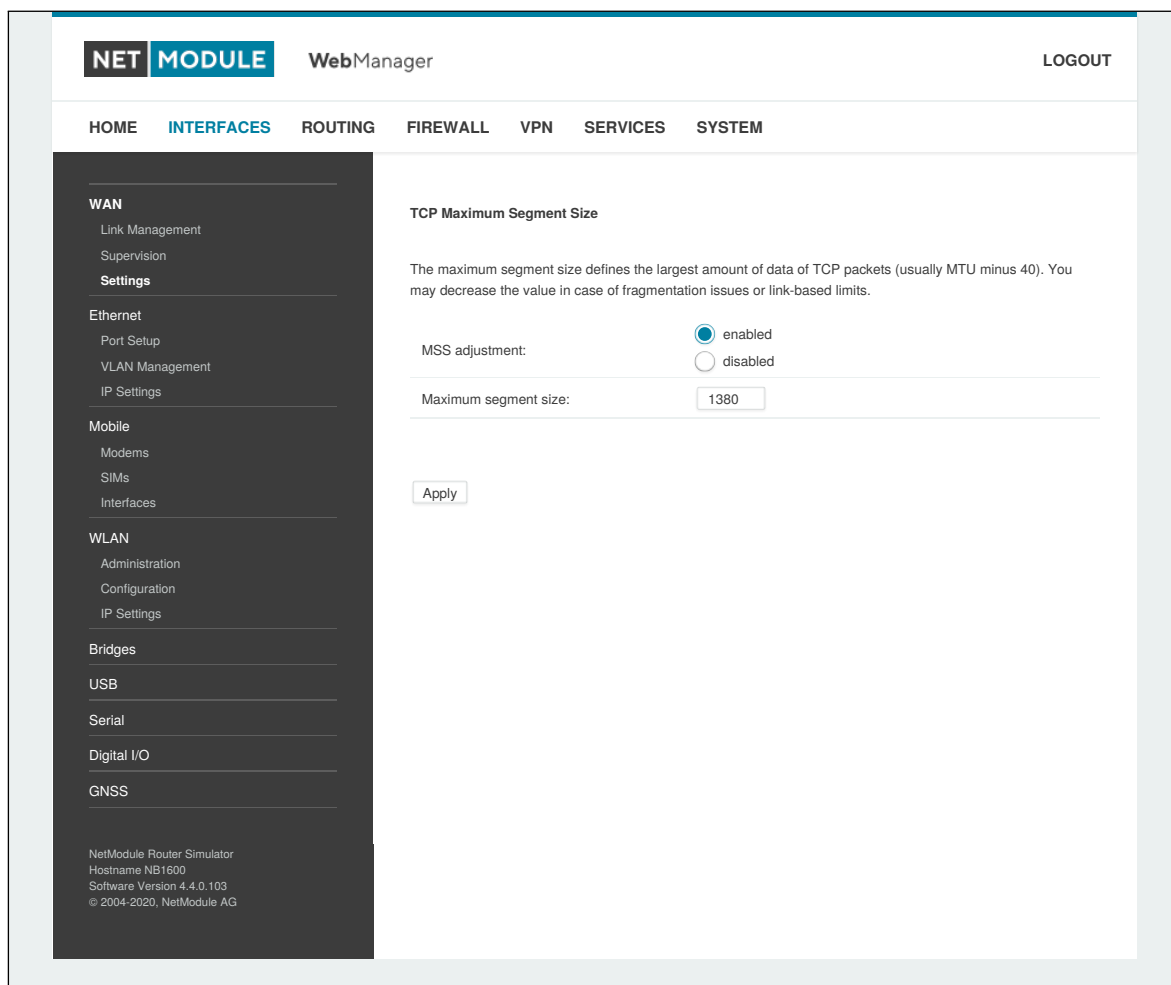 NET MODULE WebManager LOGOUT
HOME INTERFACES ROUTING FIREWALL VPN SERVICES SYSTEM
WAN
Link Management
Supervision
Settings
Ethernet
Port Setup
VLAN Management
IP Settings
Mobile
Modems
SIMs
Interfaces
WLAN
Administration
Configuration
IP Settings
Bridges
USB
Serial
Digital I/O
GNSS
NetModule Router Simulator
Hostname NB1600
Software Version 4.4.0.103
© 2004-2020, NetModule AG
TCP Maximum Segment Size
The maximum segment size defines the largest amount of data of TCP packets (usually MTU minus 40). You
may decrease the value in case of fragmentation issues or link-based limits.
MSS adjustment:
enabled
disabled
Maximum segment size: 1380
Apply